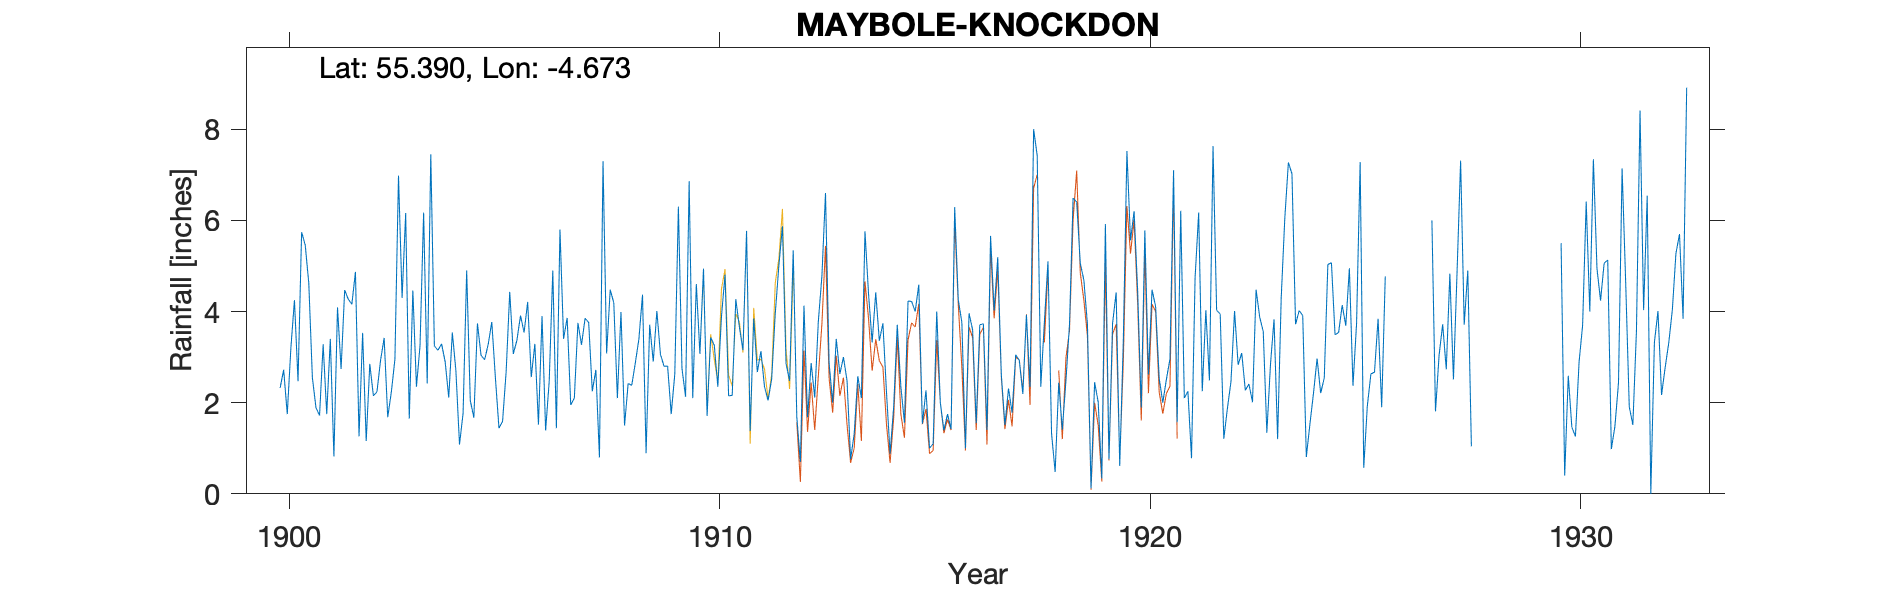 MAYBOLE-KNOCKDON
Lat: 55.390, Lon: -4.673
Rainfall [inches]
8
6
4
2
0
1900 1910 1920 1930
Year